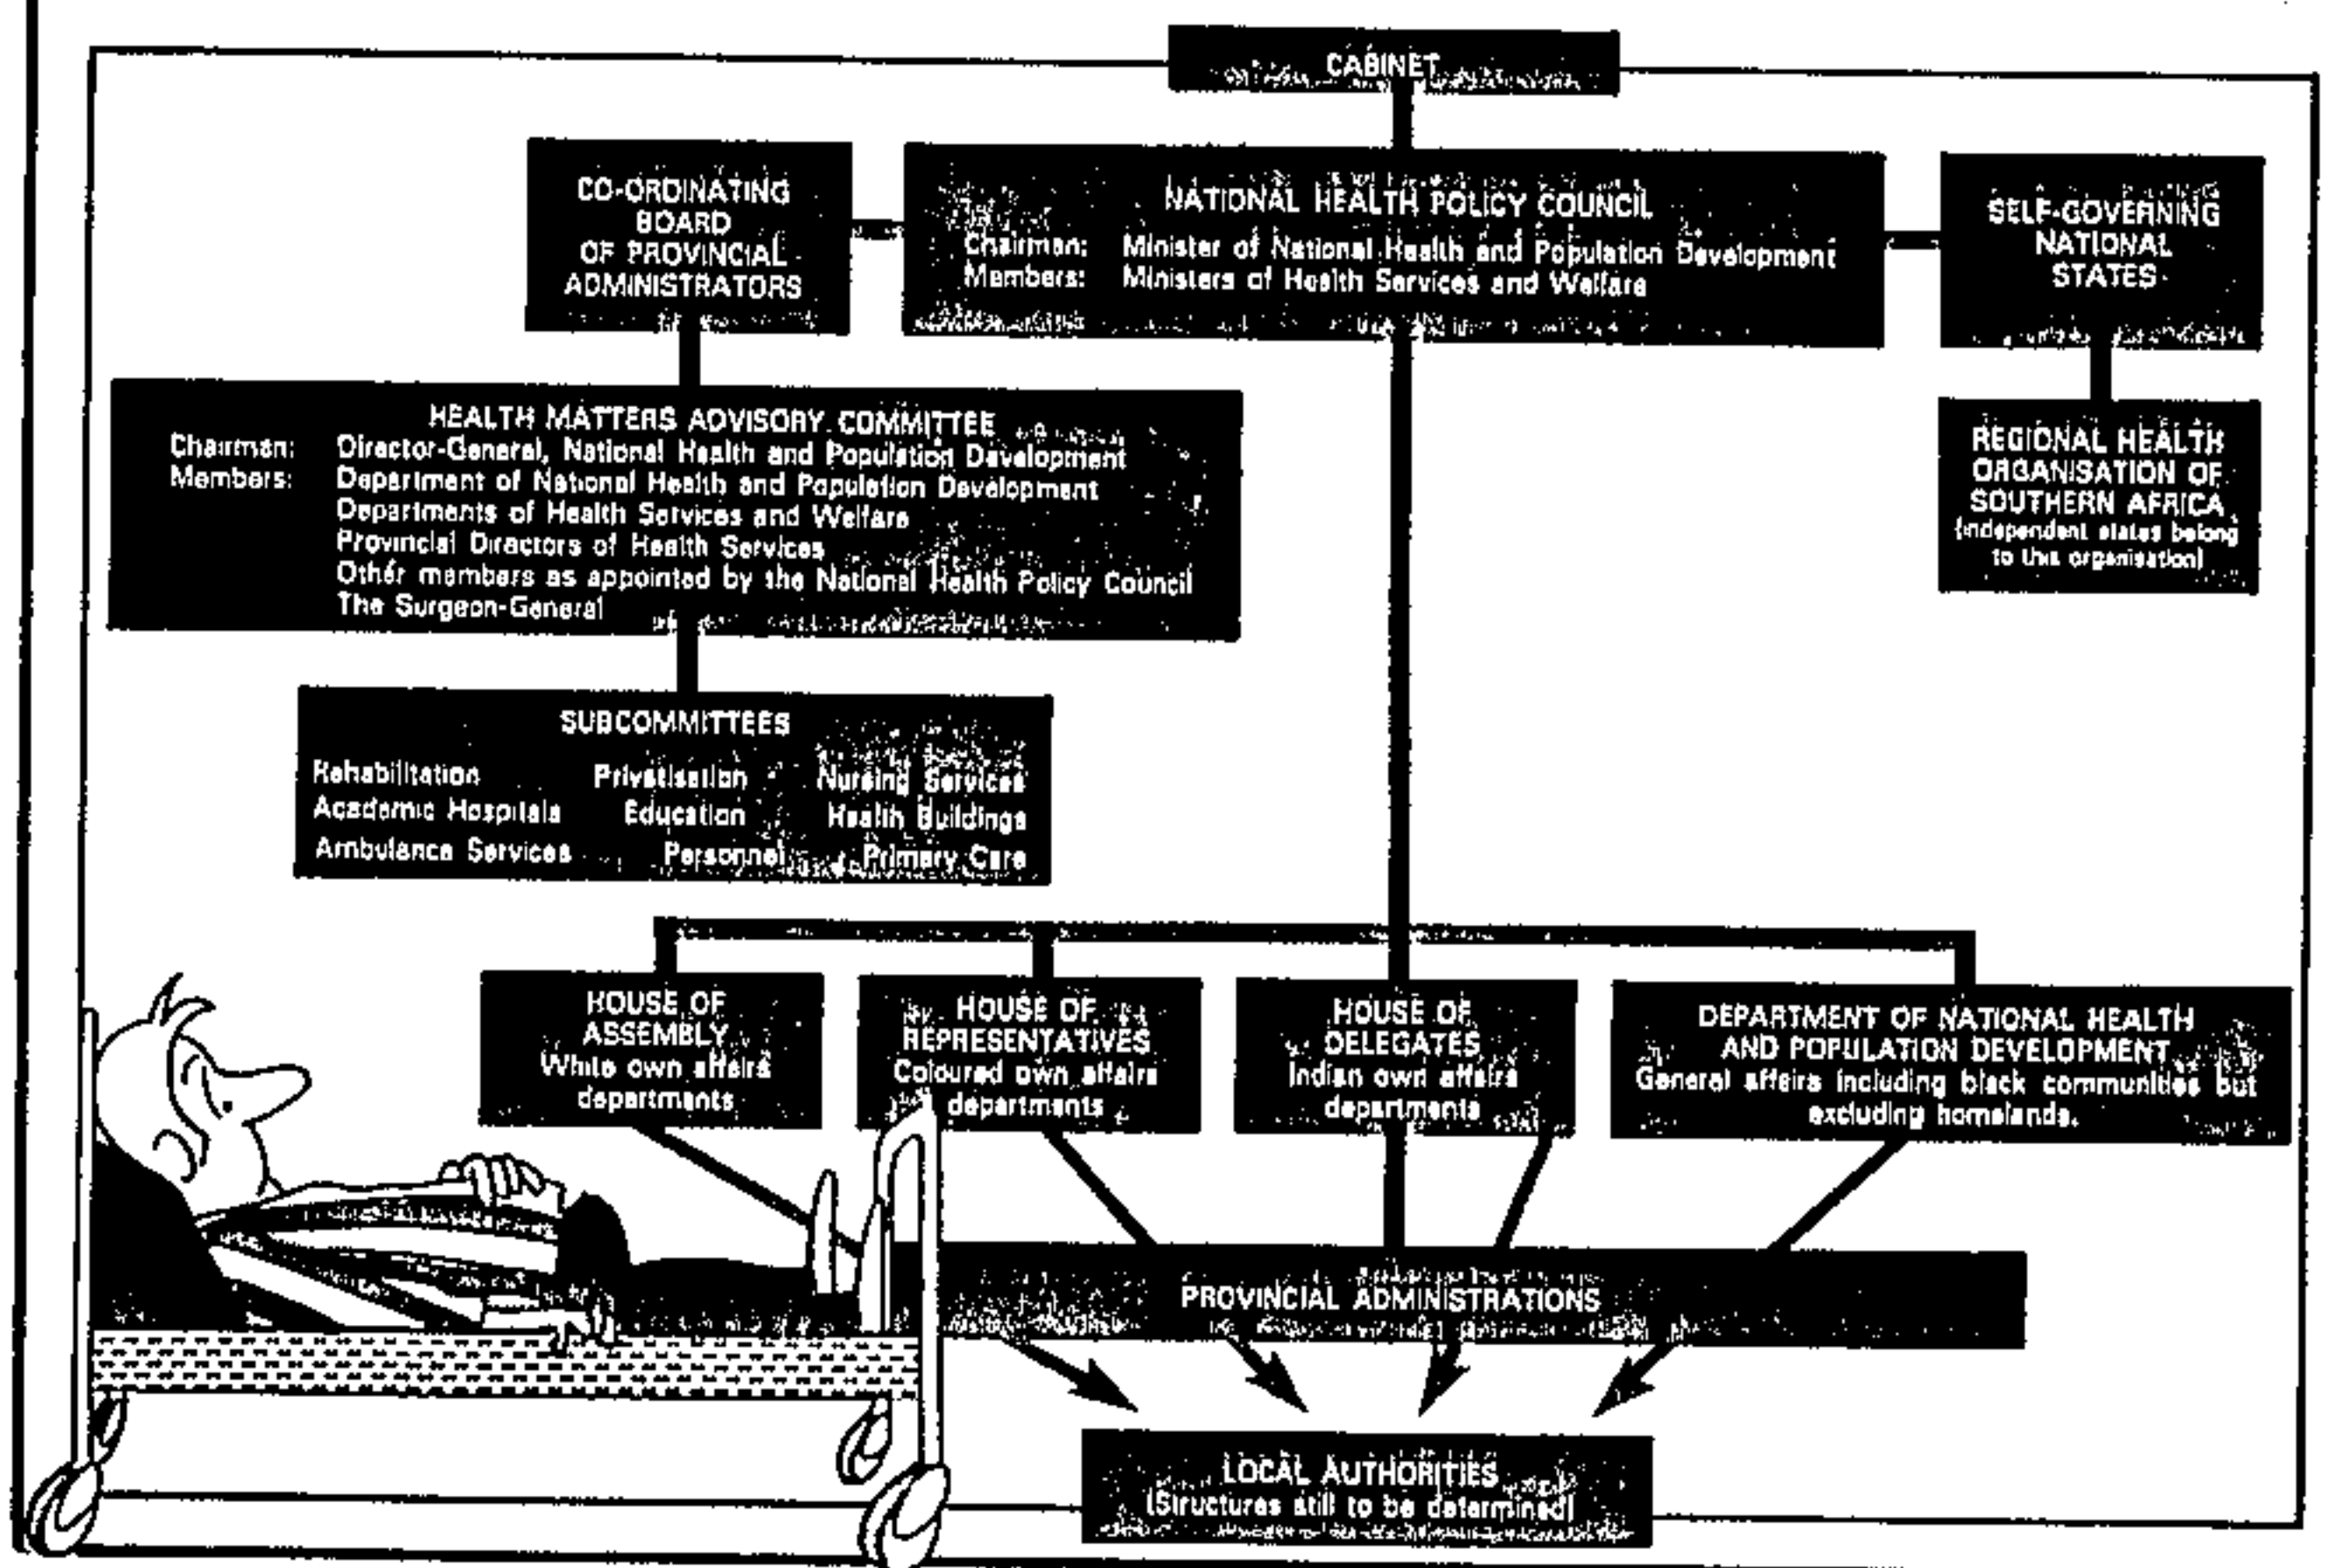 CABINET
CO-ORDINATING
BOARD
OF PROVINCIAL
ADMINISTRATORS
NATIONAL HEALTH POLICY COUNCIL
Chairman: Minister of National Health and Population Development
Members: Ministers of Health Services and Welfare
SELF-GOVERNING
NATIONAL
STATES
HEALTH MATTERS ADVISORY COMMITTEE
Chairman: Director-General, National Health and Population Development
Members: Department of National Health and Population Development
Departments of Health Services and Welfare
Provincial Directors of Health Services
Other members as appointed by the National Health Policy Council
The Surgeon-General
REGIONAL HEALTH
ORGANISATION OF
SOUTHERN AFRICA
(independent states belong
to this organisation)
SUBCOMMITTEES
Rehabilitation Privatisation Nursing Services
Academic Hospitals Education Health Buildings
Ambulance Services Personnel Primary Care
HOUSE OF
ASSEMBLY
White own affairs
departments
HOUSE OF
REPRESENTATIVES
Coloured own affairs
departments
HOUSE OF
DELEGATES
Indian own affairs
departments
DEPARTMENT OF NATIONAL HEALTH
AND POPULATION DEVELOPMENT
General affairs including black communities but
excluding homelands.
PROVINCIAL ADMINISTRATIONS
LOCAL AUTHORITIES
(Structures still to be determined)